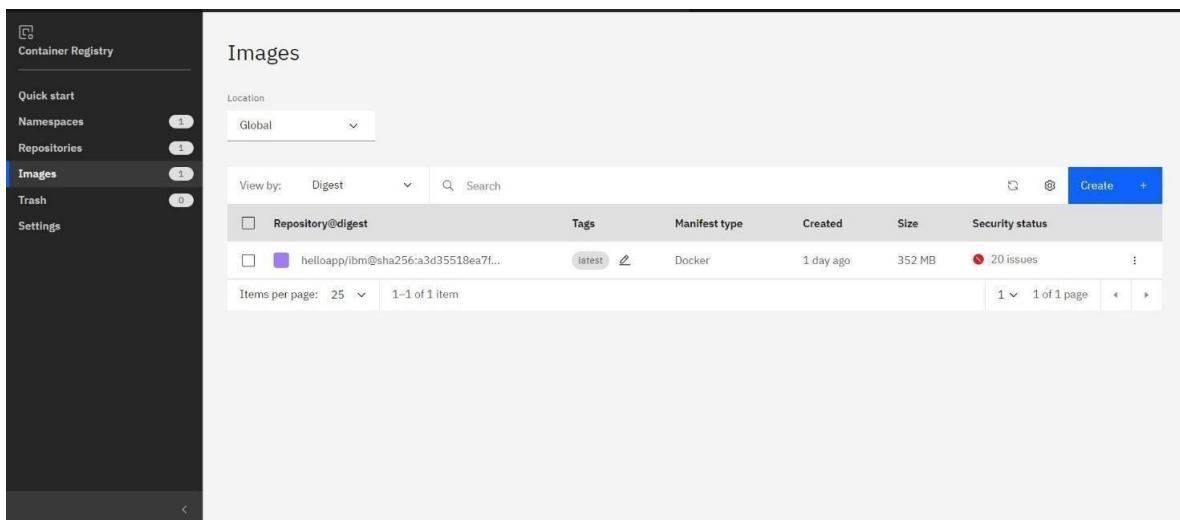 Container Registry
Quick start
Namespaces 1
Repositories 1
Images 1
Trash 0
Settings
Images
Location
Global
View by: Digest Search Create +
Repository@digest Tags Manifest type Created Size Security status
helloapp/ibm@sha256:a3d35518ea7f... latest Docker 1 day ago 352 MB 20 issues
Items per page: 25 1–1 of 1 item 1 1 of 1 page